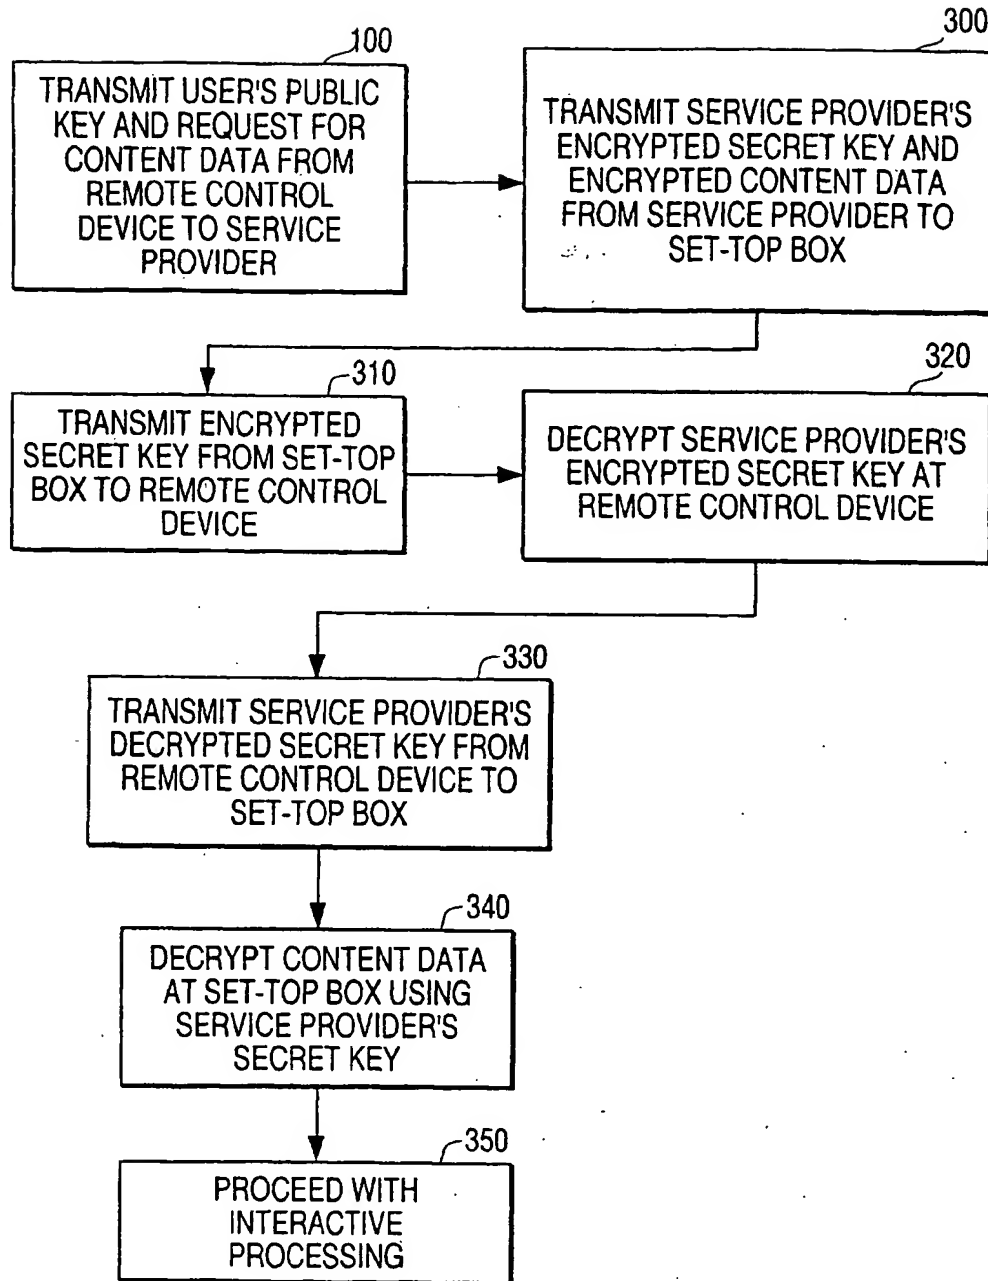 100
TRANSMIT USER'S PUBLIC
KEY AND REQUEST FOR
CONTENT DATA FROM
REMOTE CONTROL
DEVICE TO SERVICE
PROVIDER
300
TRANSMIT SERVICE PROVIDER'S
ENCRYPTED SECRET KEY AND
ENCRYPTED CONTENT DATA
FROM SERVICE PROVIDER TO
SET-TOP BOX
310
TRANSMIT ENCRYPTED
SECRET KEY FROM SET-TOP
BOX TO REMOTE CONTROL
DEVICE
320
DECRYPT SERVICE PROVIDER'S
ENCRYPTED SECRET KEY AT
REMOTE CONTROL DEVICE
330
TRANSMIT SERVICE PROVIDER'S
DECRYPTED SECRET KEY FROM
REMOTE CONTROL DEVICE TO
SET-TOP BOX
340
DECRYPT CONTENT DATA
AT SET-TOP BOX USING
SERVICE PROVIDER'S
SECRET KEY
350
PROCEED WITH
INTERACTIVE
PROCESSING